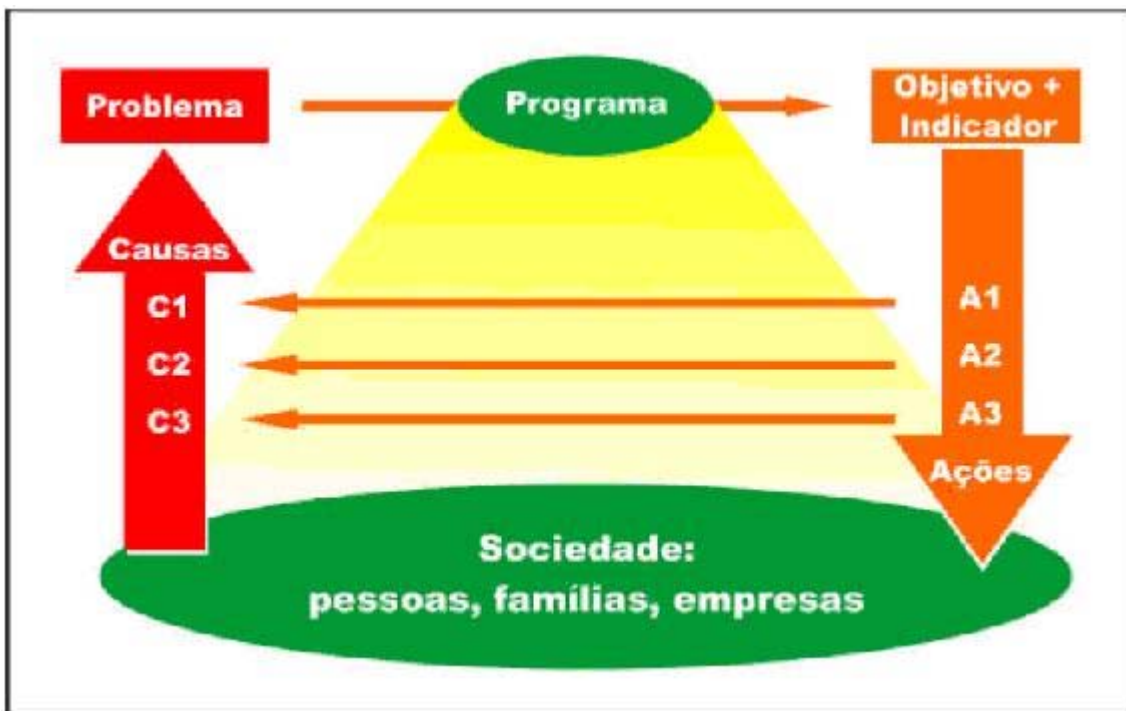 Problema
Programa
Objetivo +
Indicador
Causas
C1
C2
C3
A1
A2
A3
Ações
Sociedade:
pessoas, famílias, empresas